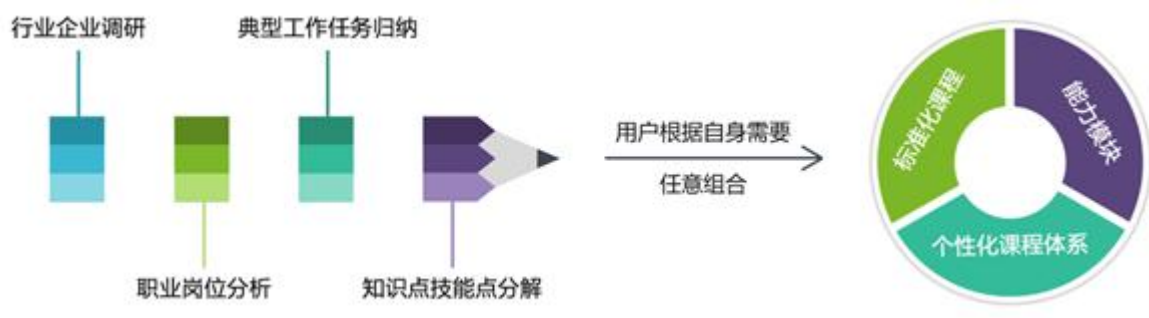 行业企业调研
典型工作任务归纳
职业岗位分析
知识点技能点分解
用户根据自身需要
任意组合
标准化课程
能力模块
个性化课程体系